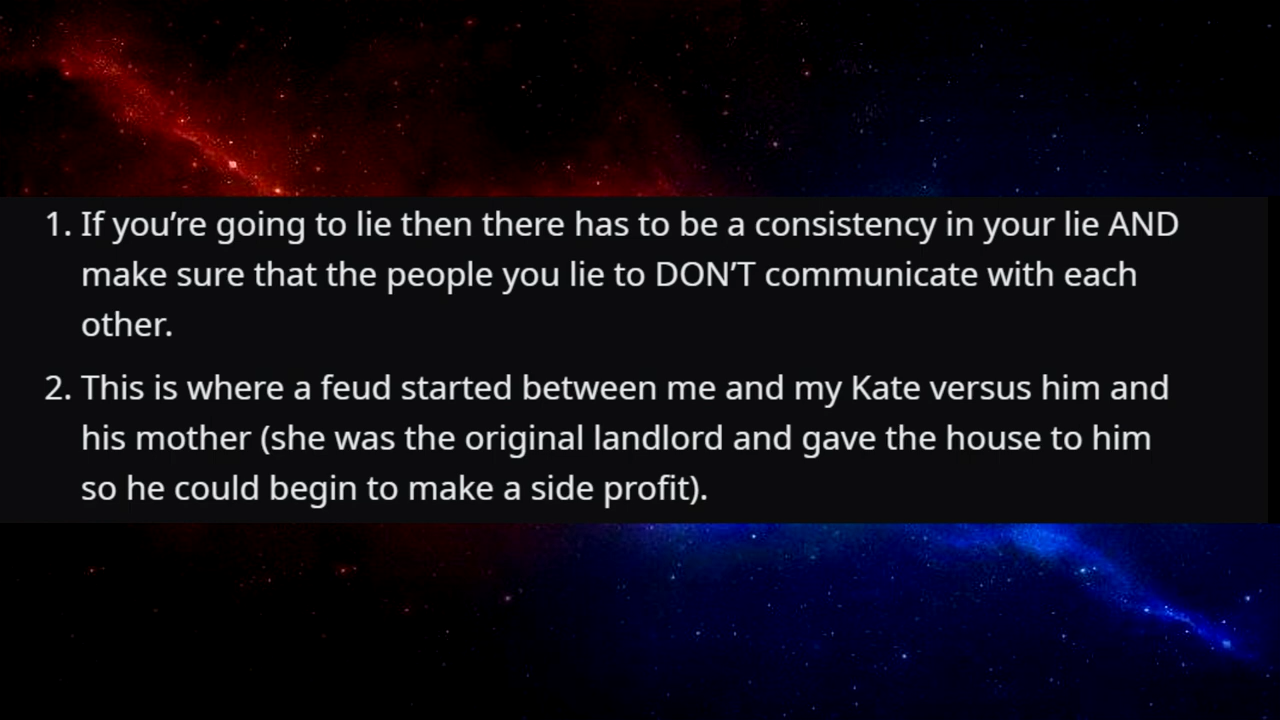 1. If you’re going to lie then there has to be a consistency in your lie AND
make sure that the people you lie to DON’T communicate with each
other.
2. This is where a feud started between me and my Kate versus him and
his mother (she was the original landlord and gave the house to him
so he could begin to make a side profit).